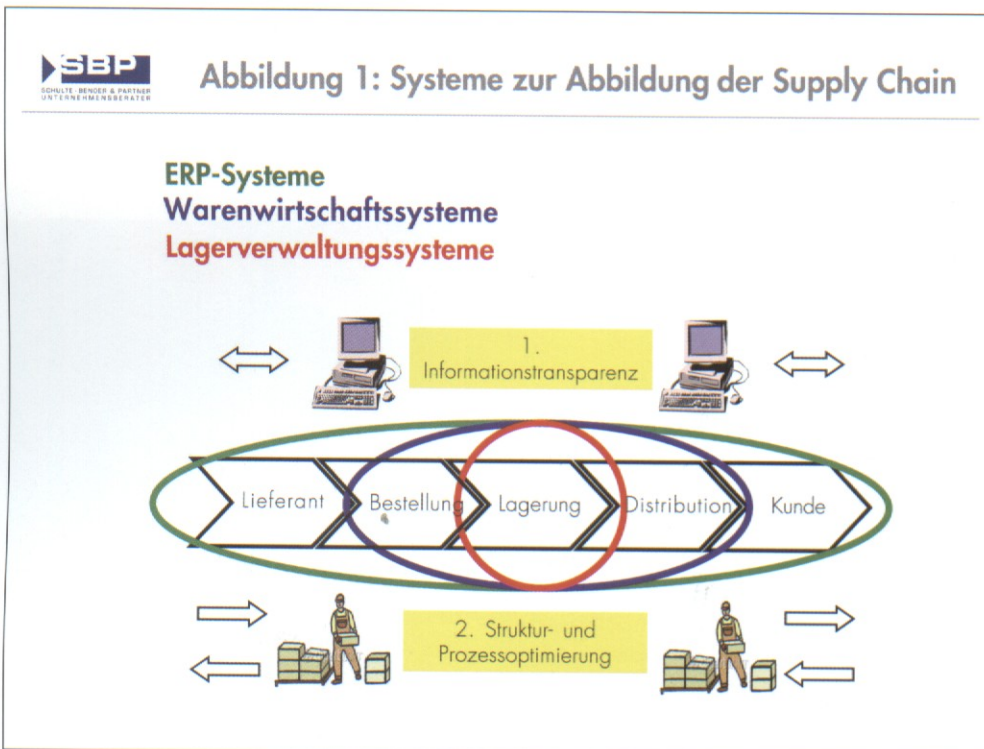 SBP
SCHULTE · BENDER & PARTNER
UNTERNEHMENSBERATER
Abbildung 1: Systeme zur Abbildung der Supply Chain
ERP-Systeme
Warenwirtschaftssysteme
Lagerverwaltungssysteme
1.
Informationstransparenz
Lieferant
Bestellung
Lagerung
Distribution
Kunde
2. Struktur- und
Prozessoptimierung